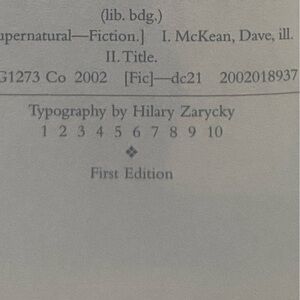 (lib. bdg.)
upernatural—Fiction.] I. McKean, Dave, ill.
II. Title.
G1273 Co 2002 [Fic]—dc21 2002018937
Typography by Hilary Zarycky
1 2 3 4 5 6 7 8 9 10
❖
First Edition